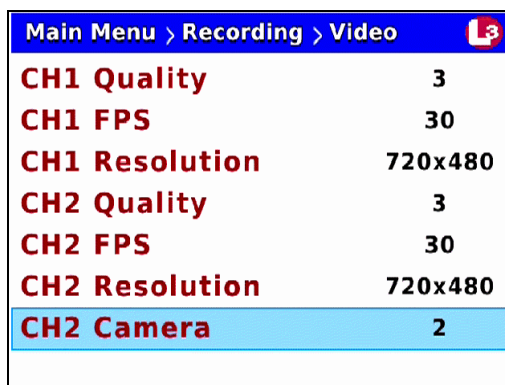 Main Menu > Recording > Video L3
CH1 Quality 3
CH1 FPS 30
CH1 Resolution 720x480
CH2 Quality 3
CH2 FPS 30
CH2 Resolution 720x480
CH2 Camera 2